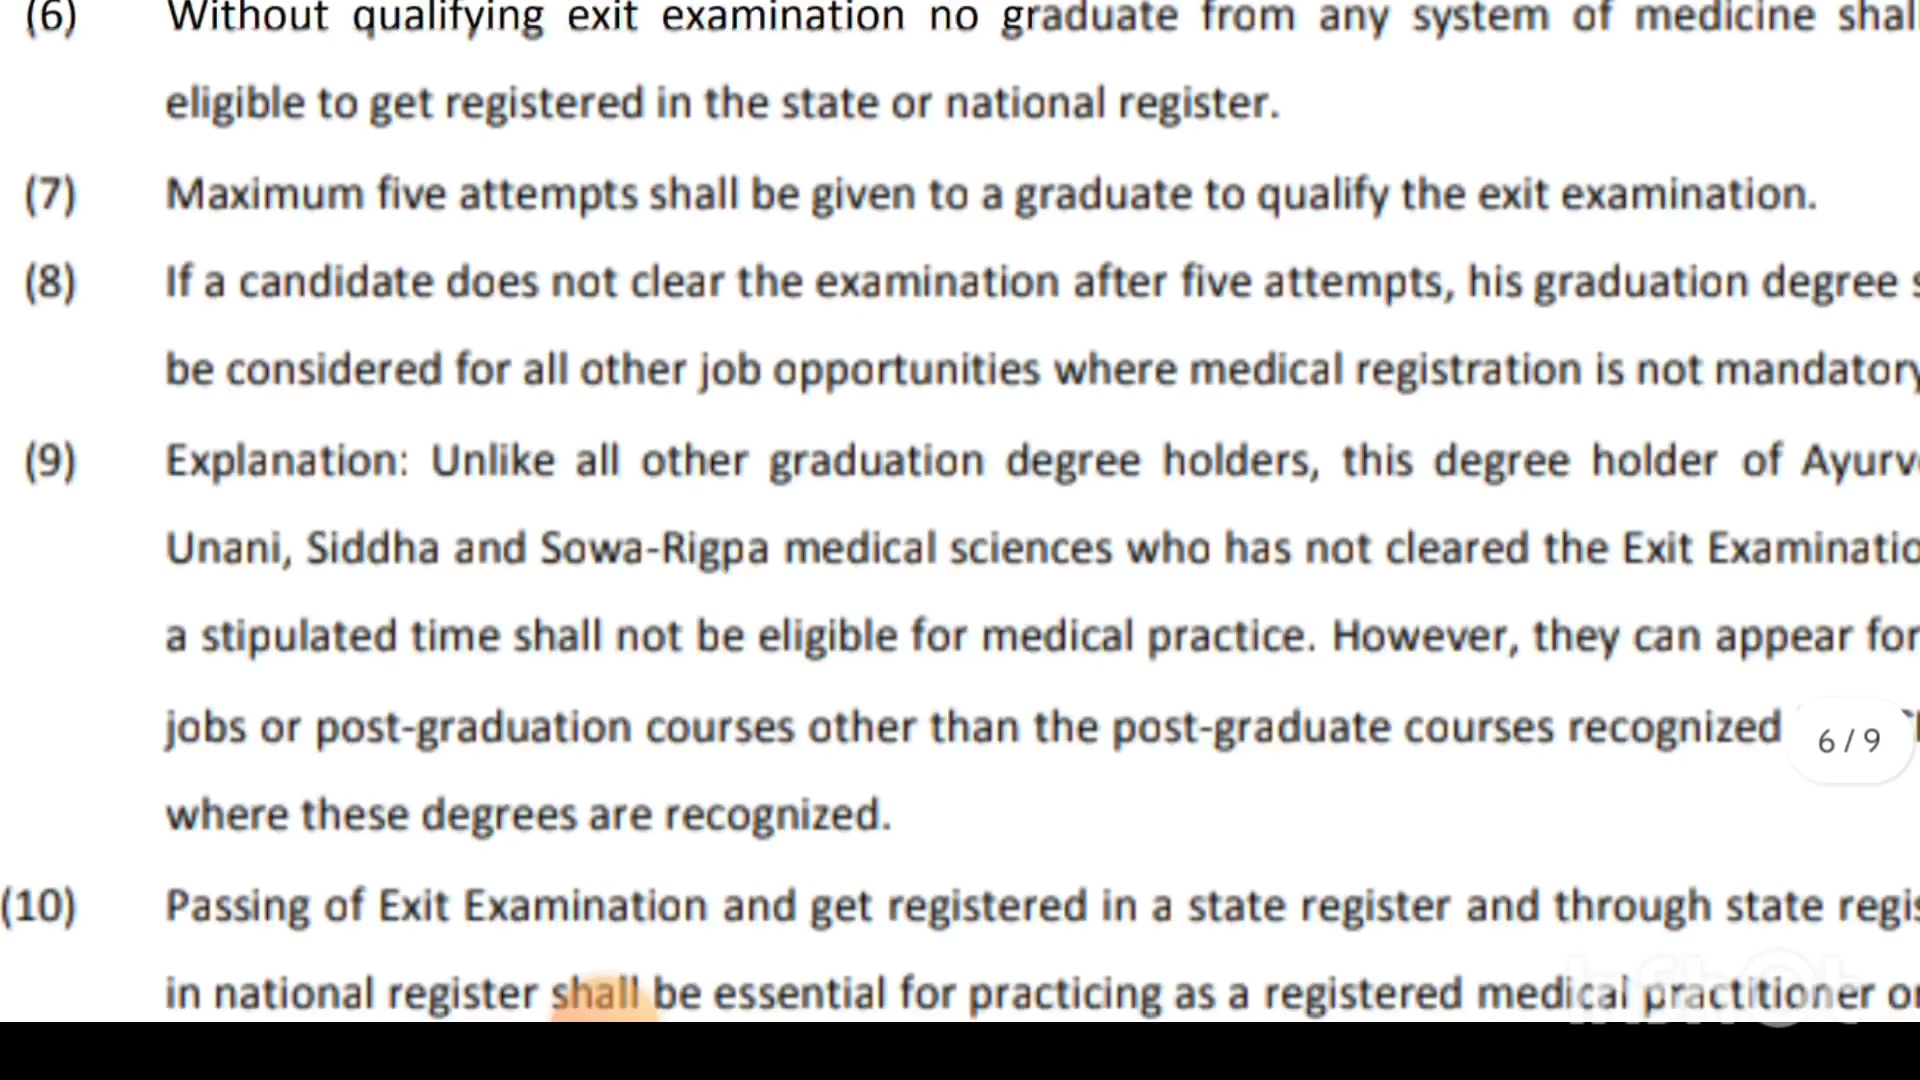 (6) Without qualifying exit examination no graduate from any system of medicine shall
eligible to get registered in the state or national register.
(7) Maximum five attempts shall be given to a graduate to qualify the exit examination.
(8) If a candidate does not clear the examination after five attempts, his graduation degree
be considered for all other job opportunities where medical registration is not mandatory
(9) Explanation: Unlike all other graduation degree holders, this degree holder of
Unani, Siddha and Sowa-Rigpa medical sciences who has not cleared the Exit Examinatio
a stipulated time shall not be eligible for medical practice. However, they can appear for
jobs or post-graduation courses other than the post-graduate courses recognized
6 / 9
where these degrees are recognized.
(10) Passing of Exit Examination and get registered in a state register and through state regis
in national register shall be essential for practicing as a registered medical practitioner or
InShOt